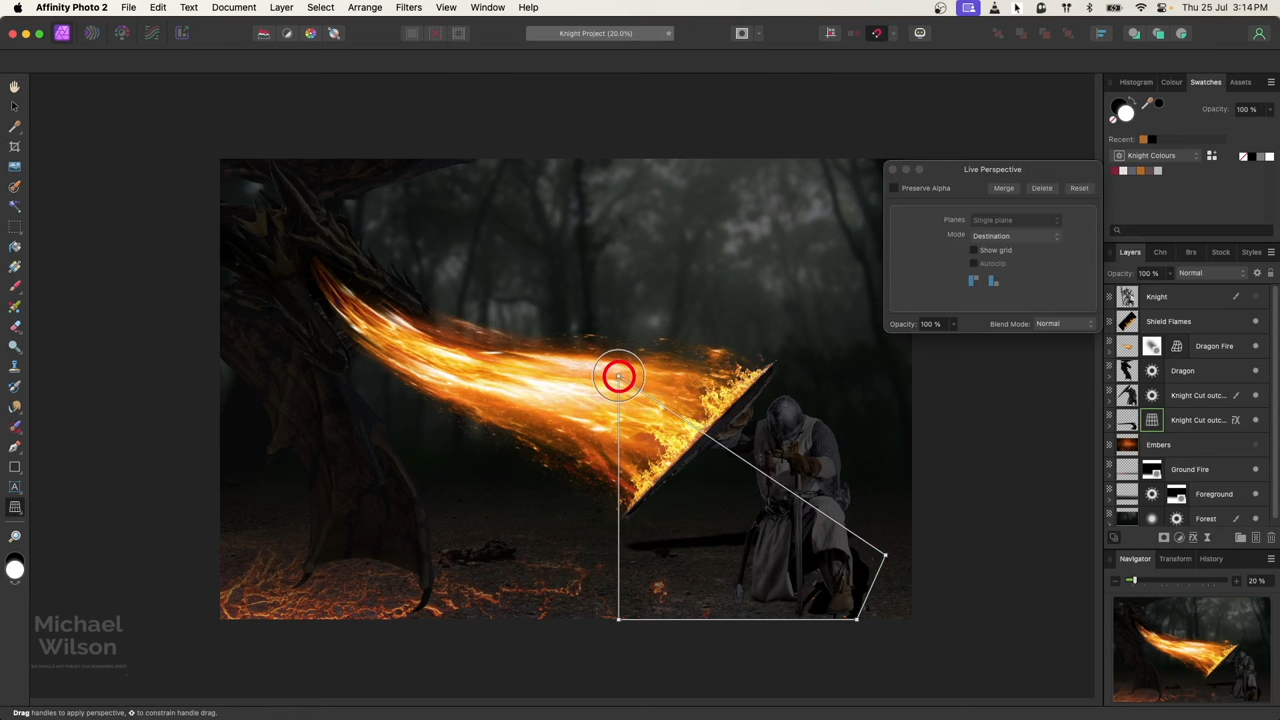 Affinity Photo 2 File Edit Text Document Layer Select Arrange Filters View Window Help Thu 25 Jul 3:14 PM
Knight Project (20.0%)
Histogram Colour Swatches Assets
Opacity: 100 %
Recent:
Knight Colours
Live Perspective
Preserve Alpha Merge Delete Reset
Planes Single plane
Mode Destination
Show grid
Autoclip
Opacity: 100 % Blend Mode: Normal
Layers Chn Brs Stock Styles
Opacity: 100 % Normal
Knight
Shield Flames
Dragon Fire
Dragon
Knight Cut outc...
Knight Cut outc...
Embers
Ground Fire
Foreground
Forest
Navigator Transform History
20 %
Michael
Wilson
Drag handles to apply perspective, to constrain handle drag.